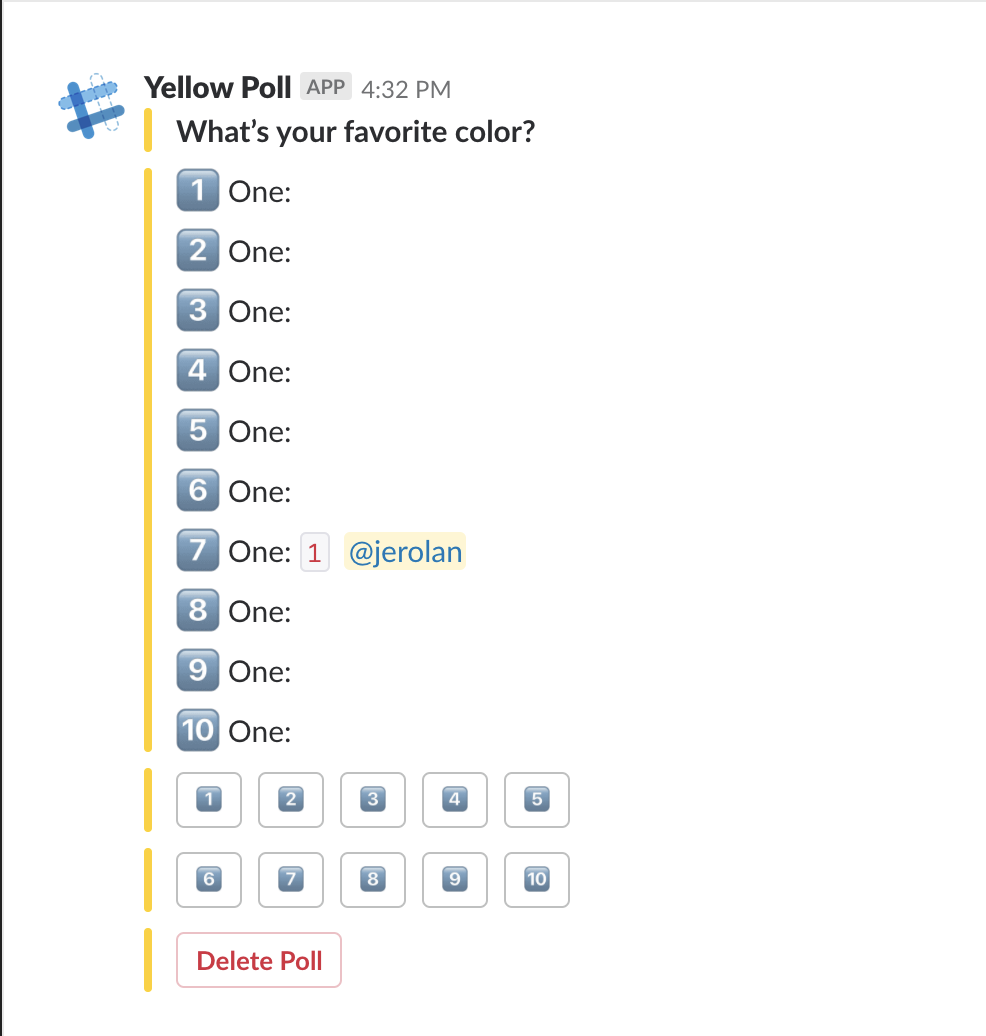 Yellow Poll APP 4:32 PM
What’s your favorite color?
1 One:
2 One:
3 One:
4 One:
5 One:
6 One:
7 One: 1 @jerolan
8 One:
9 One:
10 One:
1 2 3 4 5
6 7 8 9 10
Delete Poll